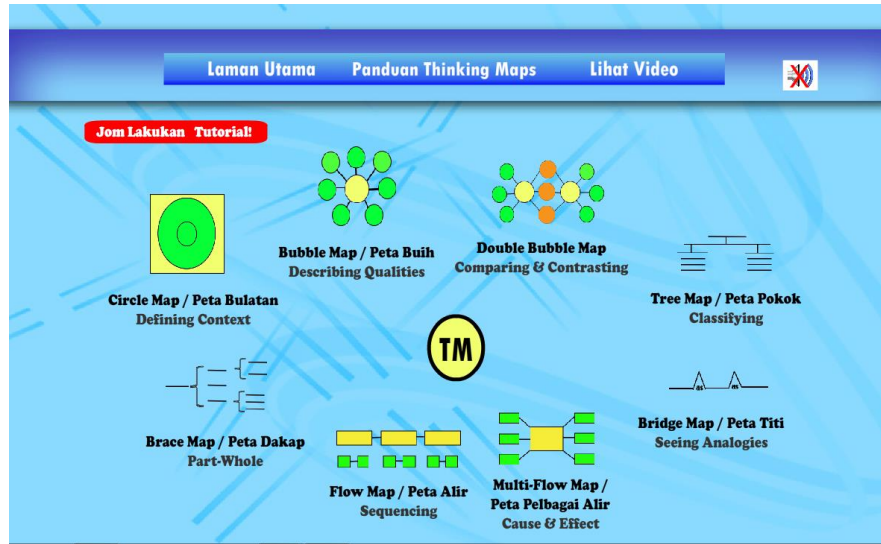 Laman Utama
Panduan Thinking Maps
Lihat Video
Jom Lakukan Tutorial!
Bubble Map / Peta Buih
Describing Qualities
Double Bubble Map
Comparing & Contrasting
Circle Map / Peta Bulatan
Defining Context
Tree Map / Peta Pokok
Classifying
TM
Brace Map / Peta Dakap
Part-Whole
as
as
Bridge Map / Peta Titi
Seeing Analogies
Flow Map / Peta Alir
Sequencing
Multi-Flow Map /
Peta Pelbagai Alir
Cause & Effect